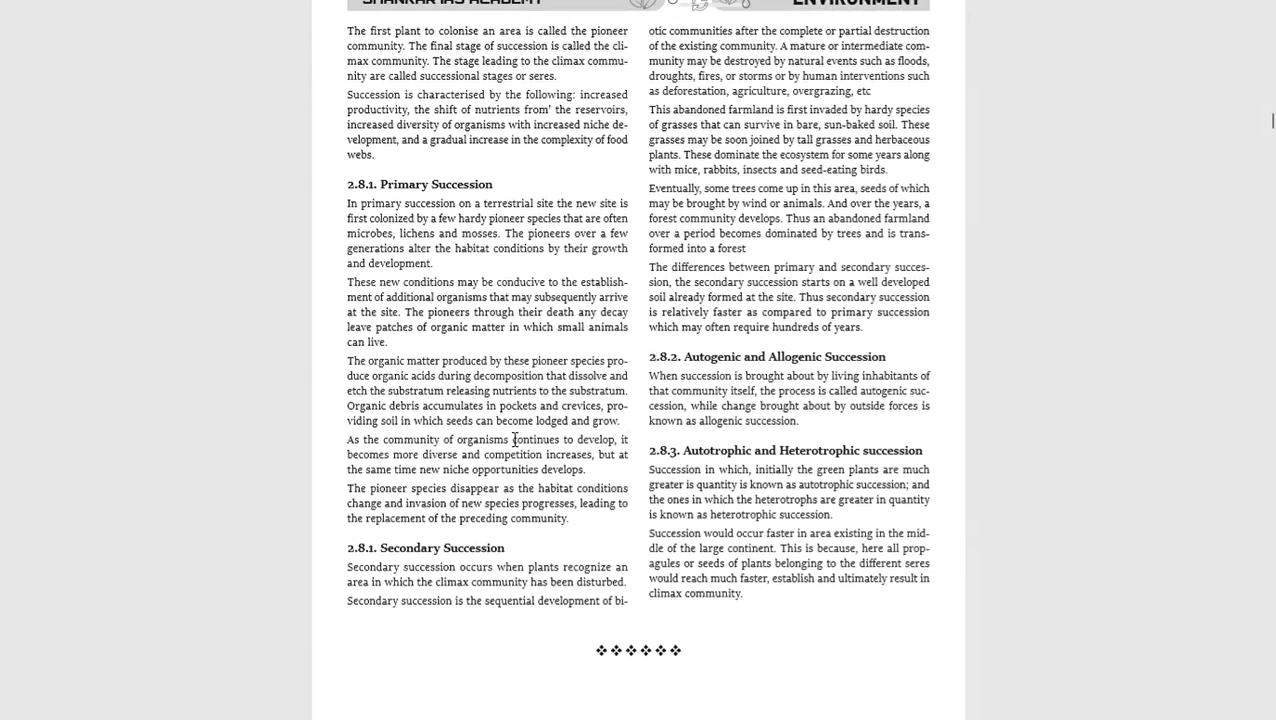 SHANKAR IAS ACADEMY
ENVIRONMENT
The first plant to colonise an area is called the pioneer
community. The final stage of succession is called the cli-
max community. The stage leading to the climax commu-
nity are called successional stages or seres.
Succession is characterised by the following: increased
productivity, the shift of nutrients from' the reservoirs,
increased diversity of organisms with increased niche de-
velopment, and a gradual increase in the complexity of food
webs.
2.8.1. Primary Succession
In primary succession on a terrestrial site the new site is
first colonized by a few hardy pioneer species that are often
microbes, lichens and mosses. The pioneers over a few
generations alter the habitat conditions by their growth
and development.
These new conditions may be conducive to the establish-
ment of additional organisms that may subsequently arrive
at the site. The pioneers through their death any decay
leave patches of organic matter in which small animals
can live.
The organic matter produced by these pioneer species pro-
duce organic acids during decomposition that dissolve and
etch the substratum releasing nutrients to the substratum.
Organic debris accumulates in pockets and crevices, pro-
viding soil in which seeds can become lodged and grow.
As the community of organisms continues to develop, it
becomes more diverse and competition increases, but at
the same time new niche opportunities develops.
The pioneer species disappear as the habitat conditions
change and invasion of new species progresses, leading to
the replacement of the preceding community.
2.8.1. Secondary Succession
Secondary succession occurs when plants recognize an
area in which the climax community has been disturbed.
Secondary succession is the sequential development of bi-
otic communities after the complete or partial destruction
of the existing community. A mature or intermediate com-
munity may be destroyed by natural events such as floods,
droughts, fires, or storms or by human interventions such
as deforestation, agriculture, overgrazing, etc
This abandoned farmland is first invaded by hardy species
of grasses that can survive in bare, sun-baked soil. These
grasses may be soon joined by tall grasses and herbaceous
plants. These dominate the ecosystem for some years along
with mice, rabbits, insects and seed-eating birds.
Eventually, some trees come up in this area, seeds of which
may be brought by wind or animals. And over the years, a
forest community develops. Thus an abandoned farmland
over a period becomes dominated by trees and is trans-
formed into a forest
The differences between primary and secondary succes-
sion, the secondary succession starts on a well developed
soil already formed at the site. Thus secondary succession
is relatively faster as compared to primary succession
which may often require hundreds of years.
2.8.2. Autogenic and Allogenic Succession
When succession is brought about by living inhabitants of
that community itself, the process is called autogenic suc-
cession, while change brought about by outside forces is
known as allogenic succession.
2.8.3. Autotrophic and Heterotrophic succession
Succession in which, initially the green plants are much
greater is quantity is known as autotrophic succession; and
the ones in which the heterotrophs are greater in quantity
is known as heterotrophic succession.
Succession would occur faster in area existing in the mid-
dle of the large continent. This is because, here all prop-
agules or seeds of plants belonging to the different seres
would reach much faster, establish and ultimately result in
climax community.